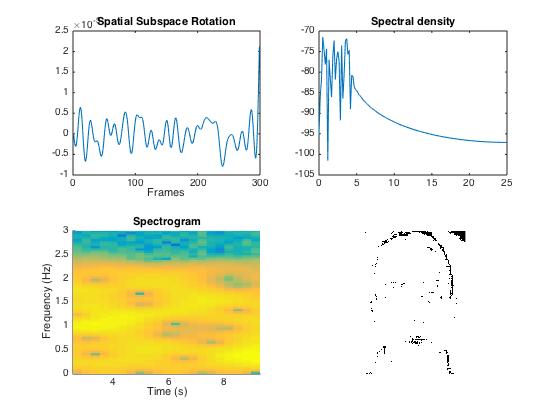 ×10⁻
Spatial Subspace Rotation
2.5
2
1.5
1
0.5
0
-0.5
-1
0 100 200 300
Frames
Spectral density
-70
-75
-80
-85
-90
-95
-100
-105
0 5 10 15 20 25
Spectrogram
Frequency (Hz)
3
2.5
2
1.5
1
0.5
0
4 6 8
Time (s)